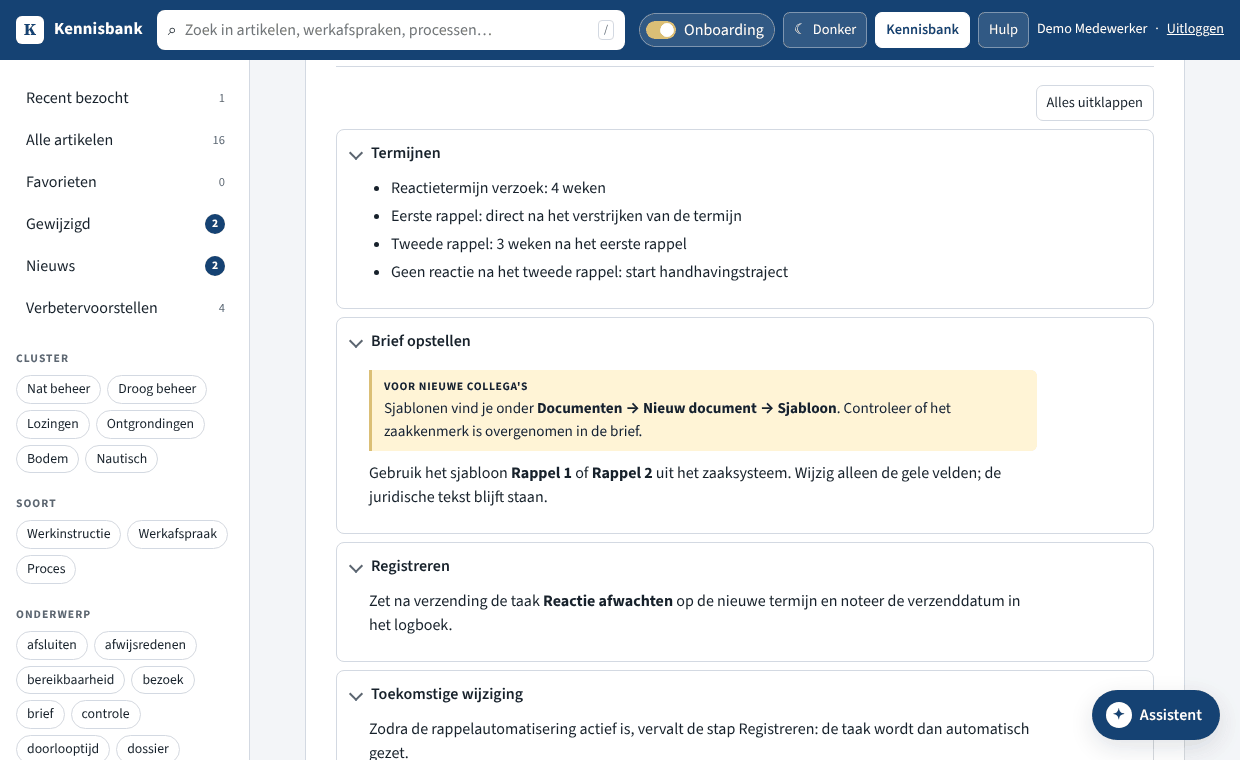 K Kennisbank
Zoek in artikelen, werkafspraken, processen…
/
Onboarding
☾ Donker
Kennisbank
Hulp
Demo Medewerker · Uitloggen
Recent bezocht 1
Alle artikelen 16
Favorieten 0
Gewijzigd 2
Nieuws 2
Verbetervoorstellen 4
CLUSTER
Nat beheer Droog beheer
Lozingen Ontgrondingen
Bodem Nautisch
SOORT
Werkinstructie Werkafspraak
Proces
ONDERWERP
afsluiten afwijsredenen
bereikbaarheid bezoek
brief controle
doorlooptijd dossier
Alles uitklappen
Termijnen
• Reactietermijn verzoek: 4 weken
• Eerste rappel: direct na het verstrijken van de termijn
• Tweede rappel: 3 weken na het eerste rappel
• Geen reactie na het tweede rappel: start handhavingstraject
Brief opstellen
VOOR NIEUWE COLLEGA'S
Sjablonen vind je onder Documenten → Nieuw document → Sjabloon. Controleer of het
zaakkenmerk is overgenomen in de brief.
Gebruik het sjabloon Rappel 1 of Rappel 2 uit het zaaksysteem. Wijzig alleen de gele velden; de
juridische tekst blijft staan.
Registreren
Zet na verzending de taak Reactie afwachten op de nieuwe termijn en noteer de verzenddatum in
het logboek.
Toekomstige wijziging
Zodra de rappelautomatisering actief is, vervalt de stap Registreren: de taak wordt dan automatisch
gezet.
✦ Assistent